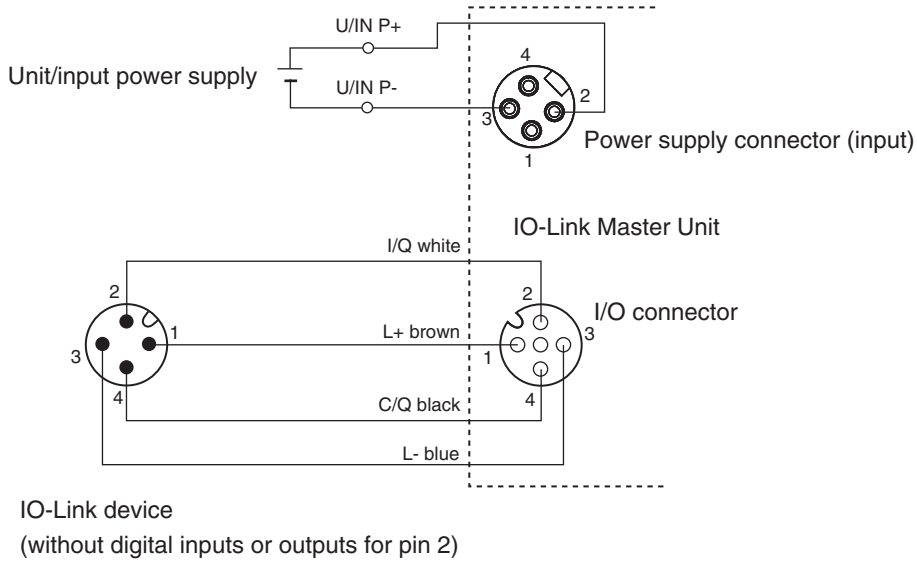 U/IN P+
Unit/input power supply
U/IN P-
4
2
3
1
Power supply connector (input)
IO-Link Master Unit
I/Q white
2
2
I/O connector
L+ brown
1
3
3
1
4
4
C/Q black
L- blue
IO-Link device
(without digital inputs or outputs for pin 2)